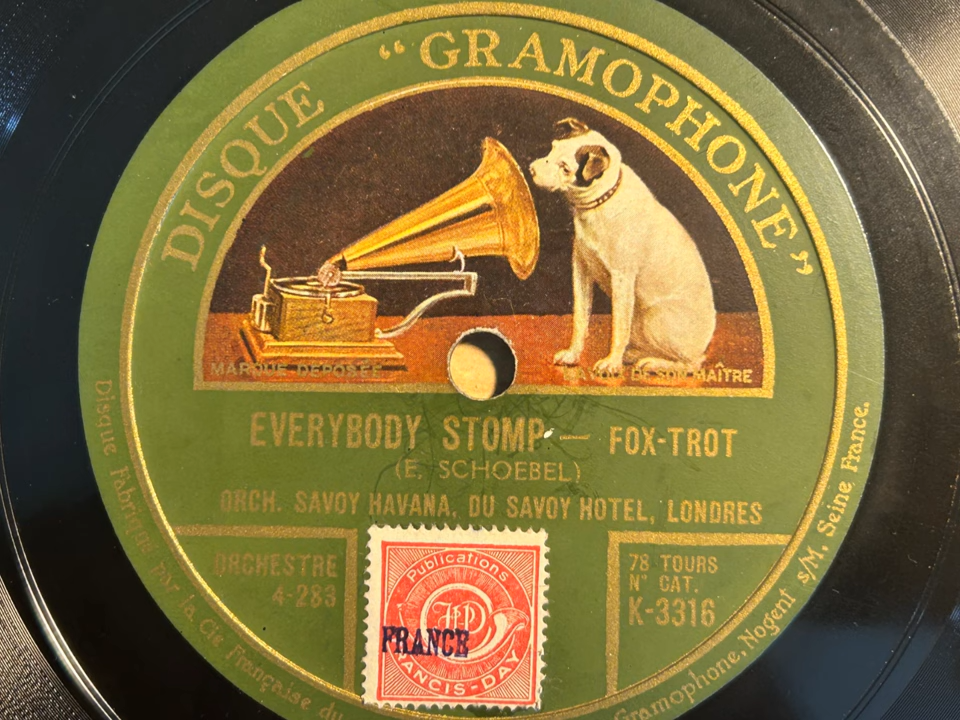 DISQUE "GRAMOPHONE"
MARQUE DÉPOSÉE
LA VOIX DE SON MAÎTRE
EVERYBODY STOMP — FOX-TROT
(E. SCHOEBEL)
ORCH. SAVOY HAVANA, DU SAVOY HOTEL, LONDRES
ORCHESTRE
4-283
78 TOURS
N° CAT.
K-3316
Publications
FRANCE
ANCIS-DAY
Disque Fabriqué par la Cie Française du
Gramophone, Nogent s/M, Seine, France.